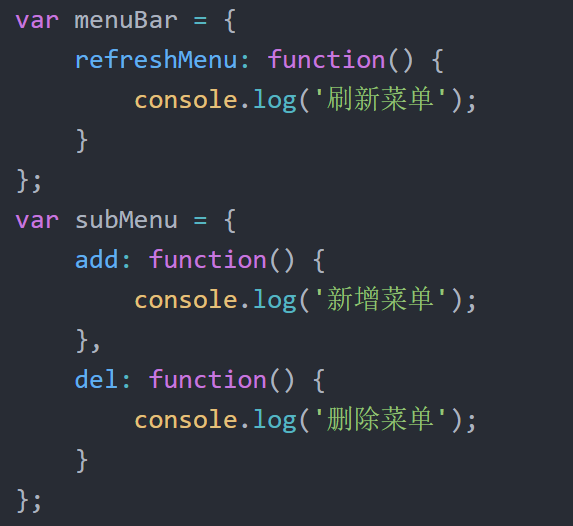 var menuBar = {
    refreshMenu: function() {
        console.log('刷新菜单');
    }
};
var subMenu = {
    add: function() {
        console.log('新增菜单');
    },
    del: function() {
        console.log('删除菜单');
    }
};